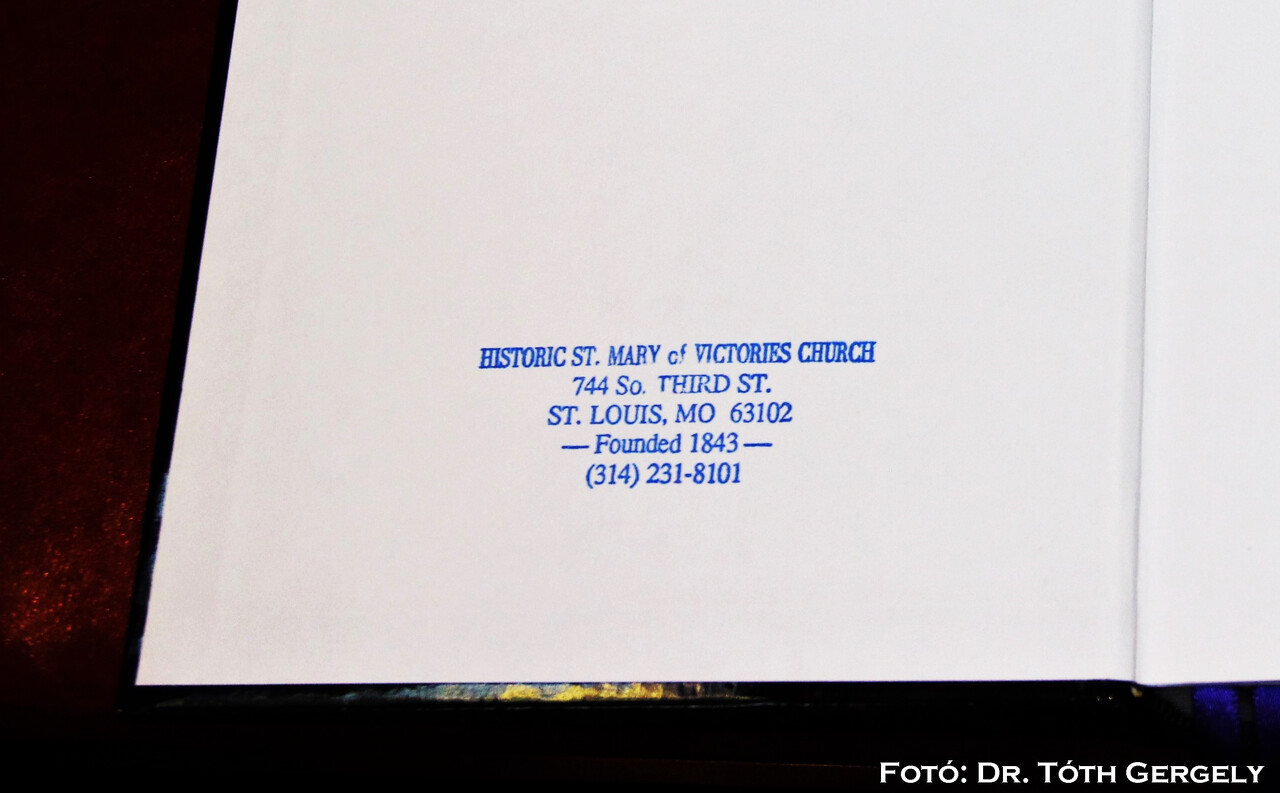 HISTORIC ST. MARY of VICTORIES CHURCH
744 So. THIRD ST.
ST. LOUIS, MO 63102
— Founded 1843 —
(314) 231-8101
FOTÓ: DR. TÓTH GERGELY